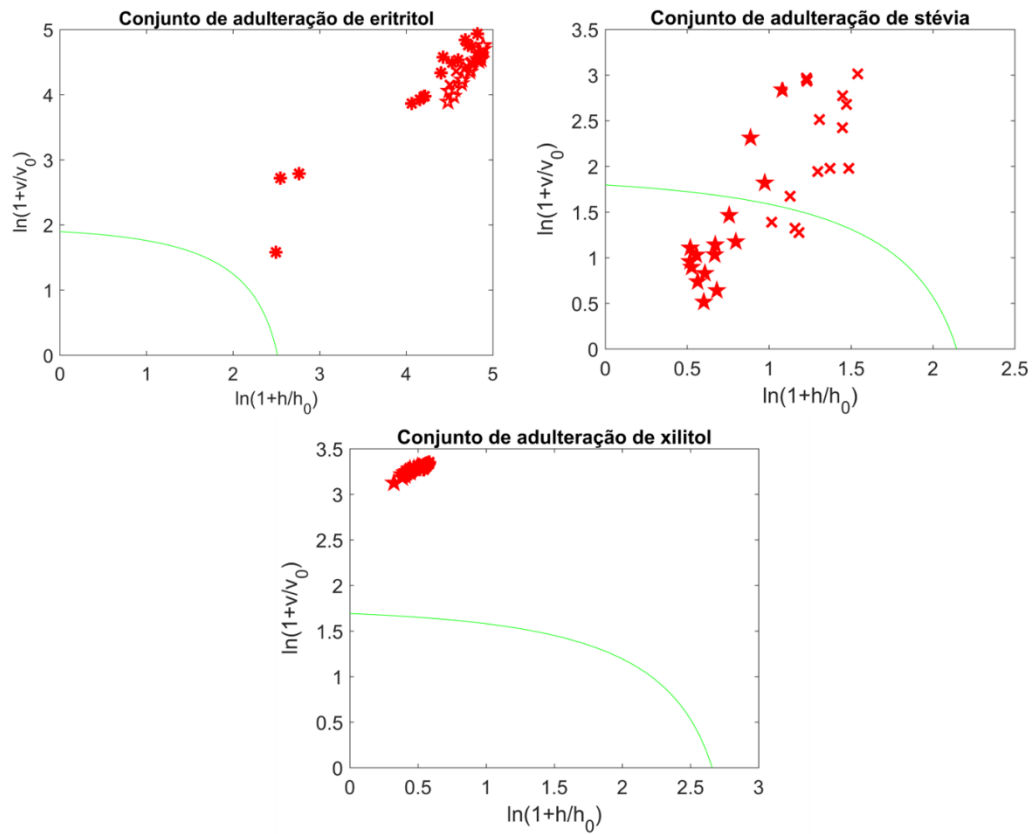 Conjunto de adulteração de eritritol
5
4
3
2
1
0
ln(1+v/v0)
0 1 2 3 4 5
ln(1+h/h0)
Conjunto de adulteração de stévia
3.5
3
2.5
2
1.5
1
0.5
0
ln(1+v/v0)
0 0.5 1 1.5 2 2.5
ln(1+h/h0)
Conjunto de adulteração de xilitol
3.5
3
2.5
2
1.5
1
0.5
0
ln(1+v/v0)
0 0.5 1 1.5 2 2.5 3
ln(1+h/h0)